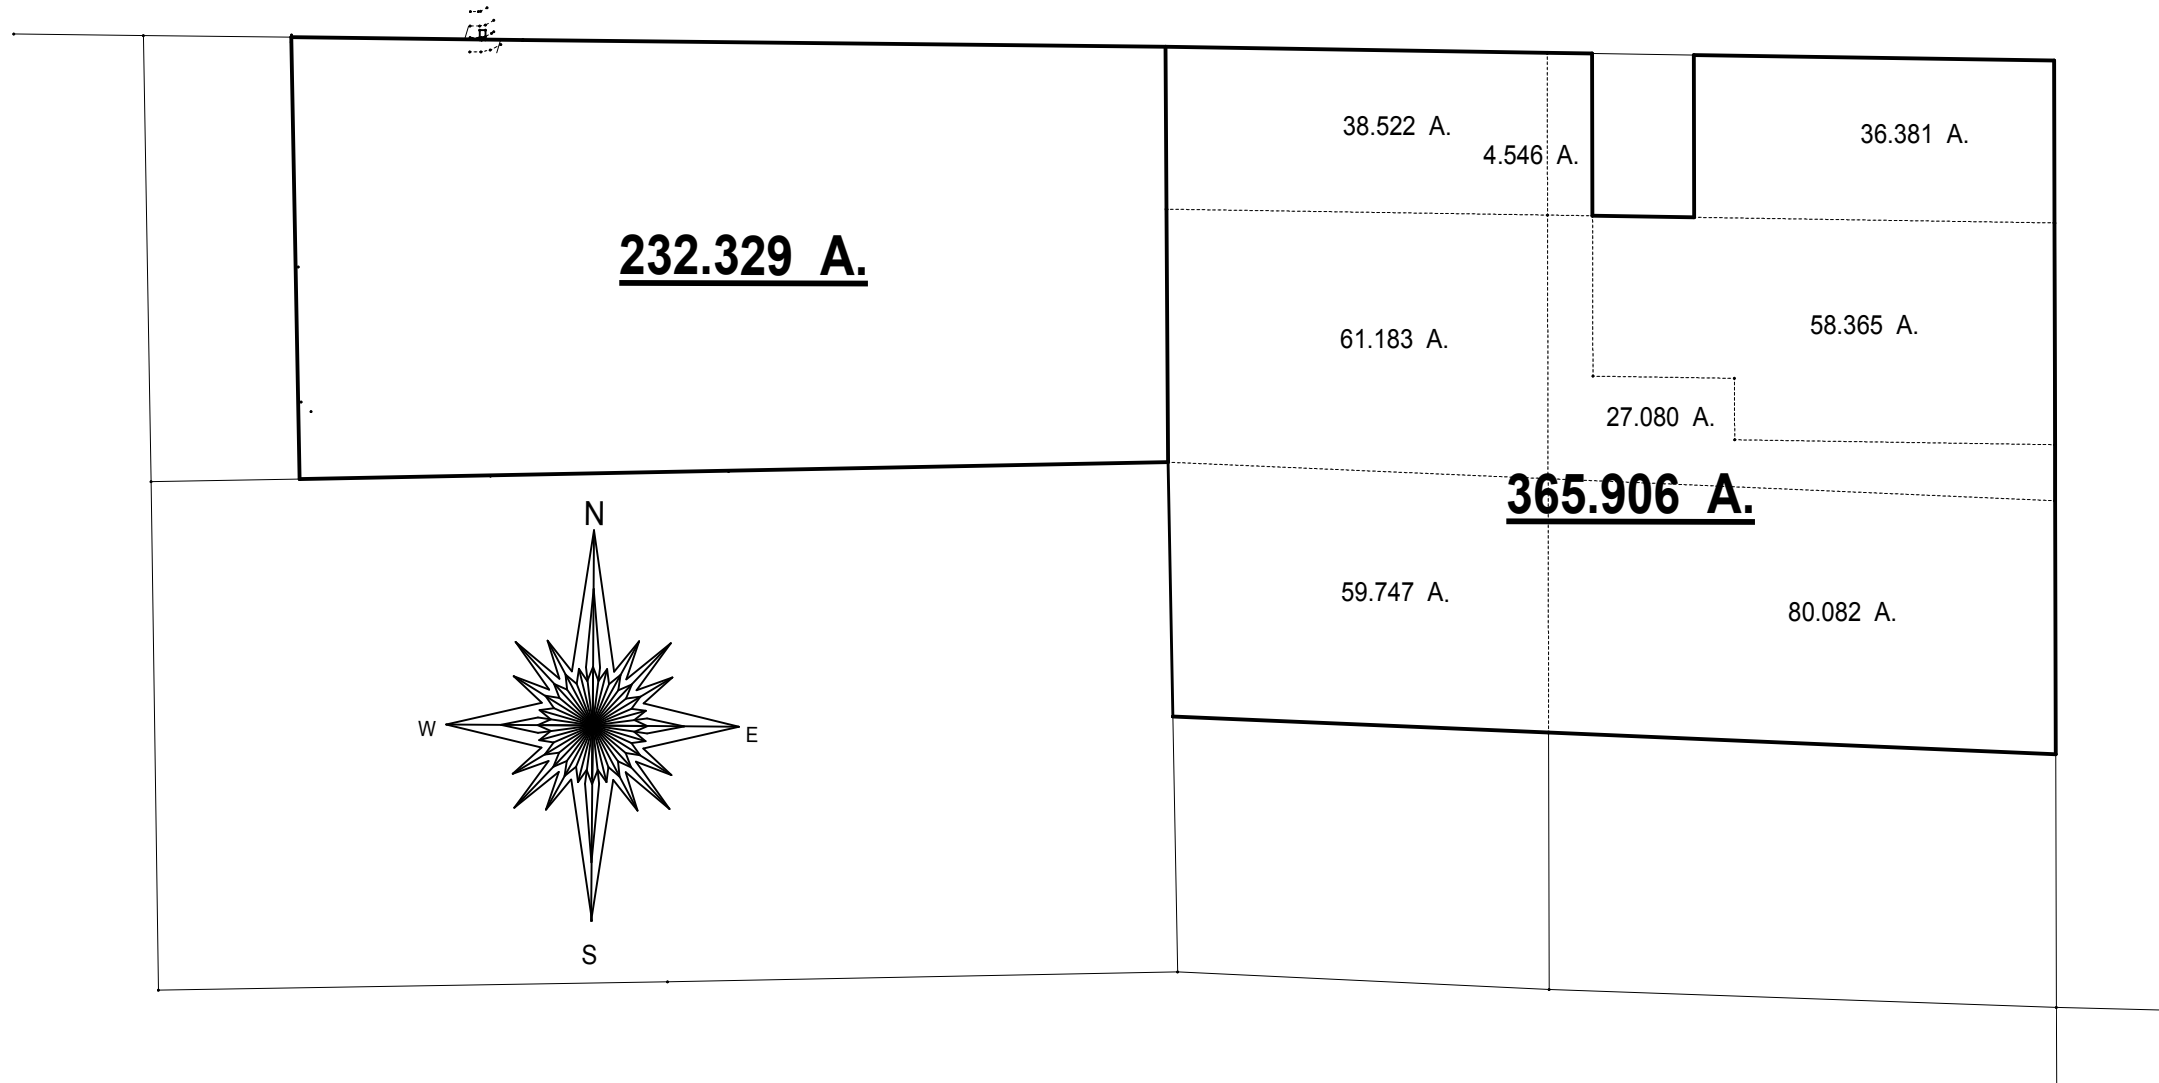 38.522 A.
4.546 A.
36.381 A.
232.329 A.
61.183 A.
58.365 A.
27.080 A.
365.906 A.
59.747 A.
80.082 A.
N
W
E
S